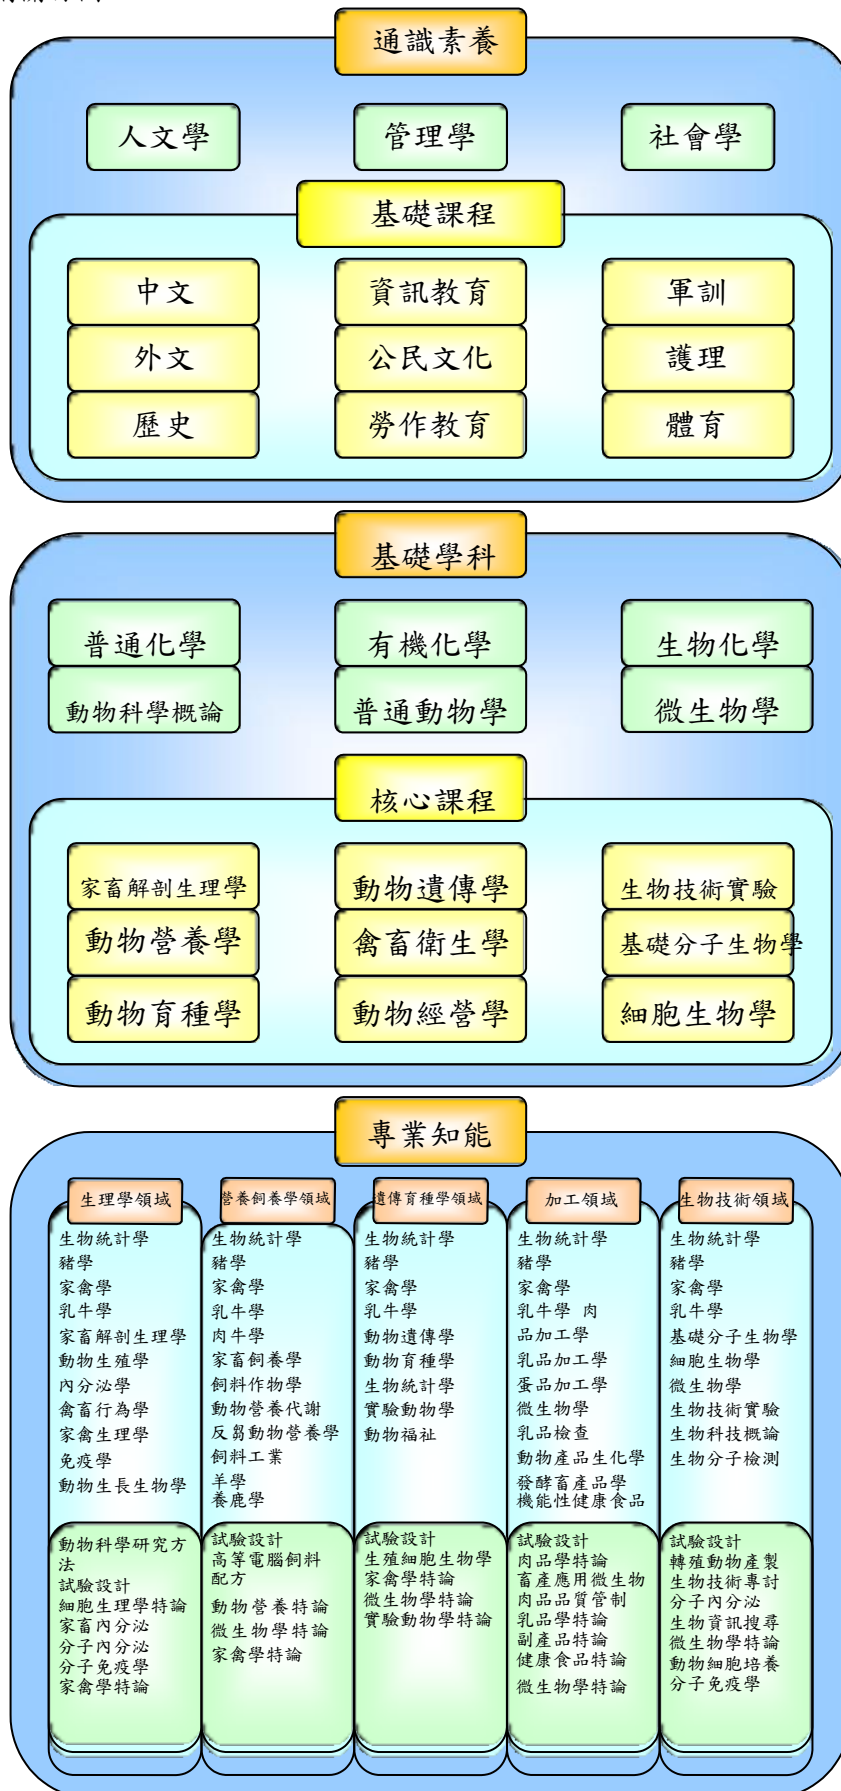 通識素養
人文學 管理學 社會學
基礎課程
中文 資訊教育 軍訓
外文 公民文化 護理
歷史 勞作教育 體育
基礎學科
普通化學 有機化學 生物化學
動物科學概論 普通動物學 微生物學
核心課程
家畜解剖生理學 動物遺傳學 生物技術實驗
動物營養學 禽畜衛生學 基礎分子生物學
動物育種學 動物經營學 細胞生物學
專業知能
生理學領域
生物統計學
豬學
家禽學
乳牛學
家畜解剖生理學
動物生殖學
內分泌學
禽畜行為學
家禽生理學
免疫學
動物生長生物學
動物科學研究方
法
試驗設計
細胞生理學特論
家畜內分泌
分子內分泌
分子免疫學
家禽學特論
營養飼養學領域
生物統計學
豬學
家禽學
乳牛學
肉牛學
家畜飼養學
飼料作物學
動物營養代謝
反芻動物營養學
飼料工業
羊學
養鹿學
試驗設計
高等電腦飼料
配方
動物營養特論
微生物學特論
家禽學特論
遺傳育種學領域
生物統計學
豬學
家禽學
乳牛學
動物遺傳學
動物育種學
生物統計學
實驗動物學
動物福祉
試驗設計
生殖細胞生物學
家禽學特論
微生物學特論
實驗動物學特論
加工領域
生物統計學
豬學
家禽學
乳牛學 肉
品加工學
乳品加工學
蛋品加工學
微生物學
乳品檢查
動物產品生化學
發酵畜產品學
機能性健康食品
試驗設計
肉品學特論
畜產應用微生物
肉品品質管制
乳品學特論
副產品特論
健康食品特論
微生物學特論
生物技術領域
生物統計學
豬學
家禽學
乳牛學
基礎分子生物學
細胞生物學
微生物學
生物技術實驗
生物科技概論
生物分子檢測
試驗設計
轉殖動物產製
生物技術專討
分子內分泌
生物資訊搜尋
微生物學特論
動物細胞培養
分子免疫學